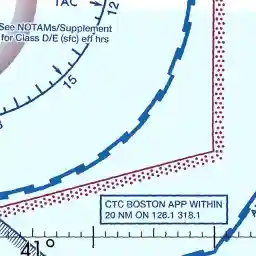 TAC
12
See NOTAMs/Supplement
for Class D/E (sfc) eff hrs
15
CTC BOSTON APP WITHIN
20 NM ON 126.1 318.1
41°